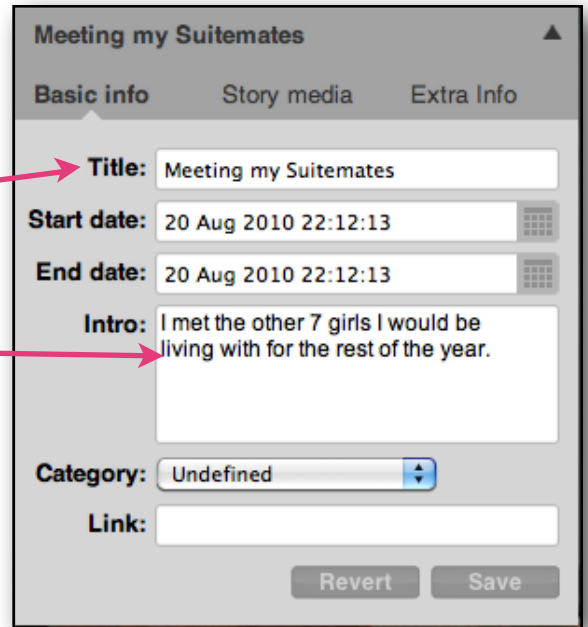 Meeting my Suitemates
Basic info Story media Extra Info
Title: Meeting my Suitemates
Start date: 20 Aug 2010 22:12:13
End date: 20 Aug 2010 22:12:13
Intro: I met the other 7 girls I would be
living with for the rest of the year.
Category: Undefined
Link:
Revert Save